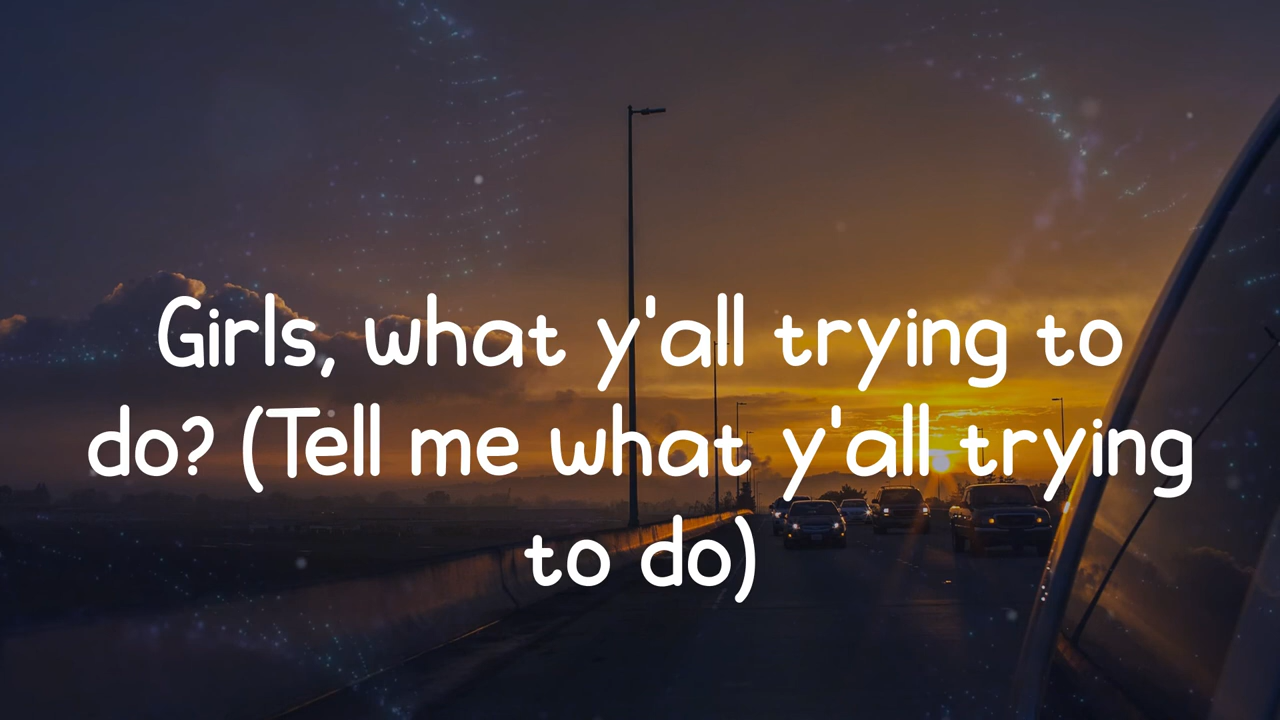 Girls, what y'all trying to
do? (Tell me what y'all trying
to do)